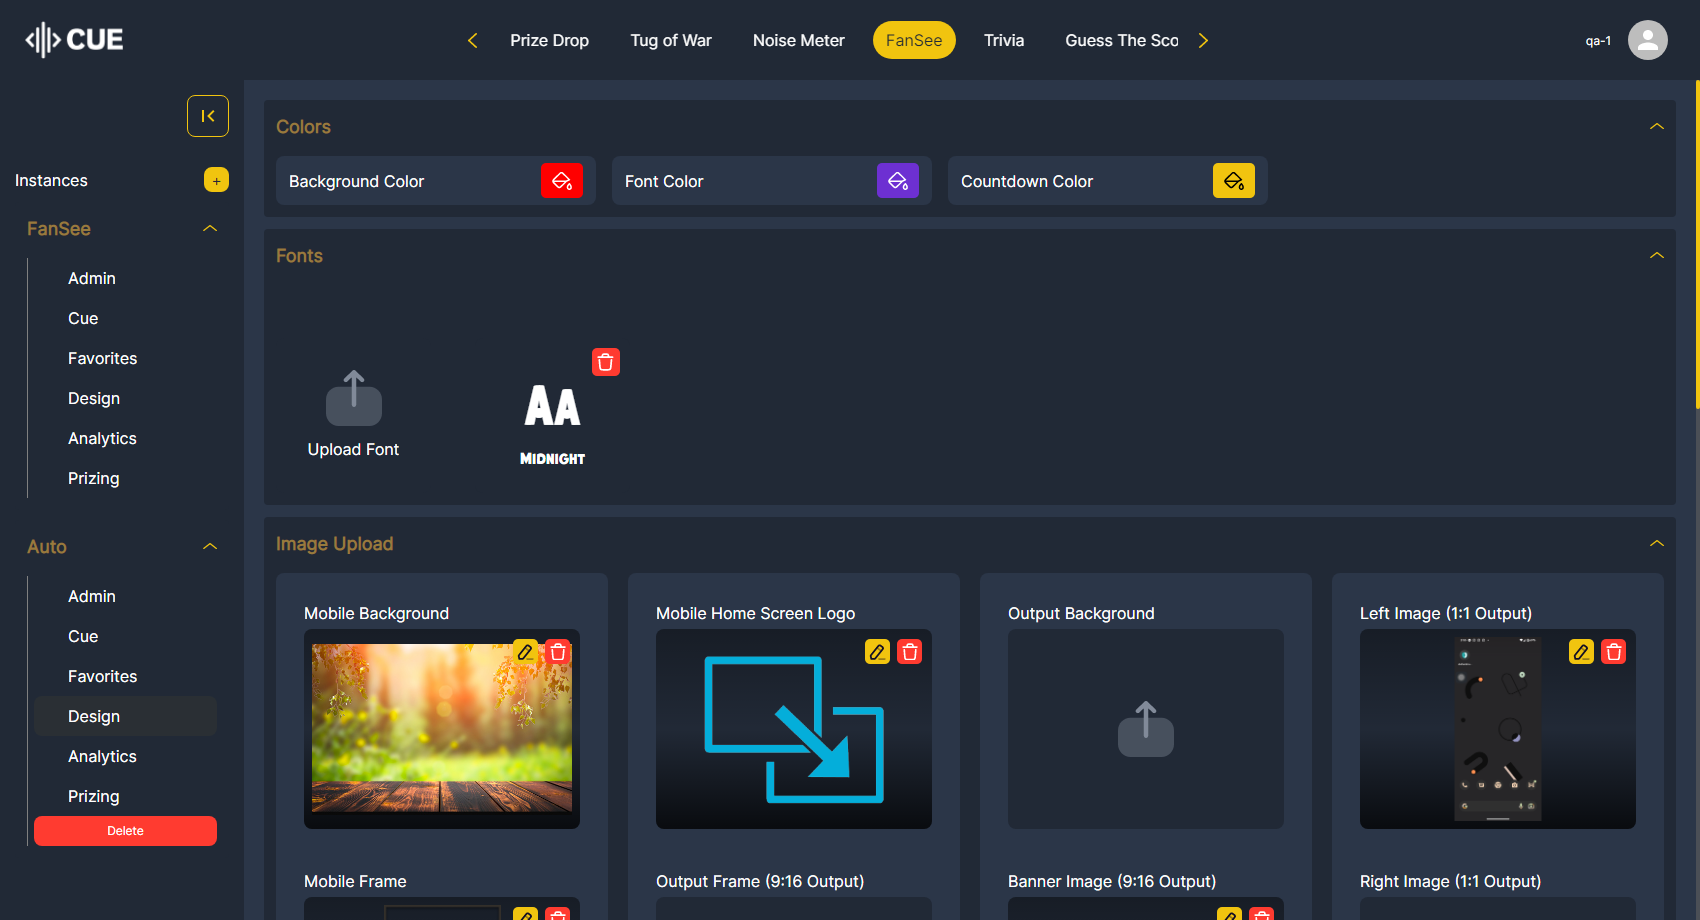 CUE
Prize Drop
Tug of War
Noise Meter
FanSee
Trivia
Guess The Sco
qa-1
Instances
+
FanSee
Admin
Cue
Favorites
Design
Analytics
Prizing
Auto
Admin
Cue
Favorites
Design
Analytics
Prizing
Delete
Colors
Background Color
Font Color
Countdown Color
Fonts
Upload Font
AA
MIDNIGHT
Image Upload
Mobile Background
Mobile Home Screen Logo
Output Background
Left Image (1:1 Output)
Mobile Frame
Output Frame (9:16 Output)
Banner Image (9:16 Output)
Right Image (1:1 Output)